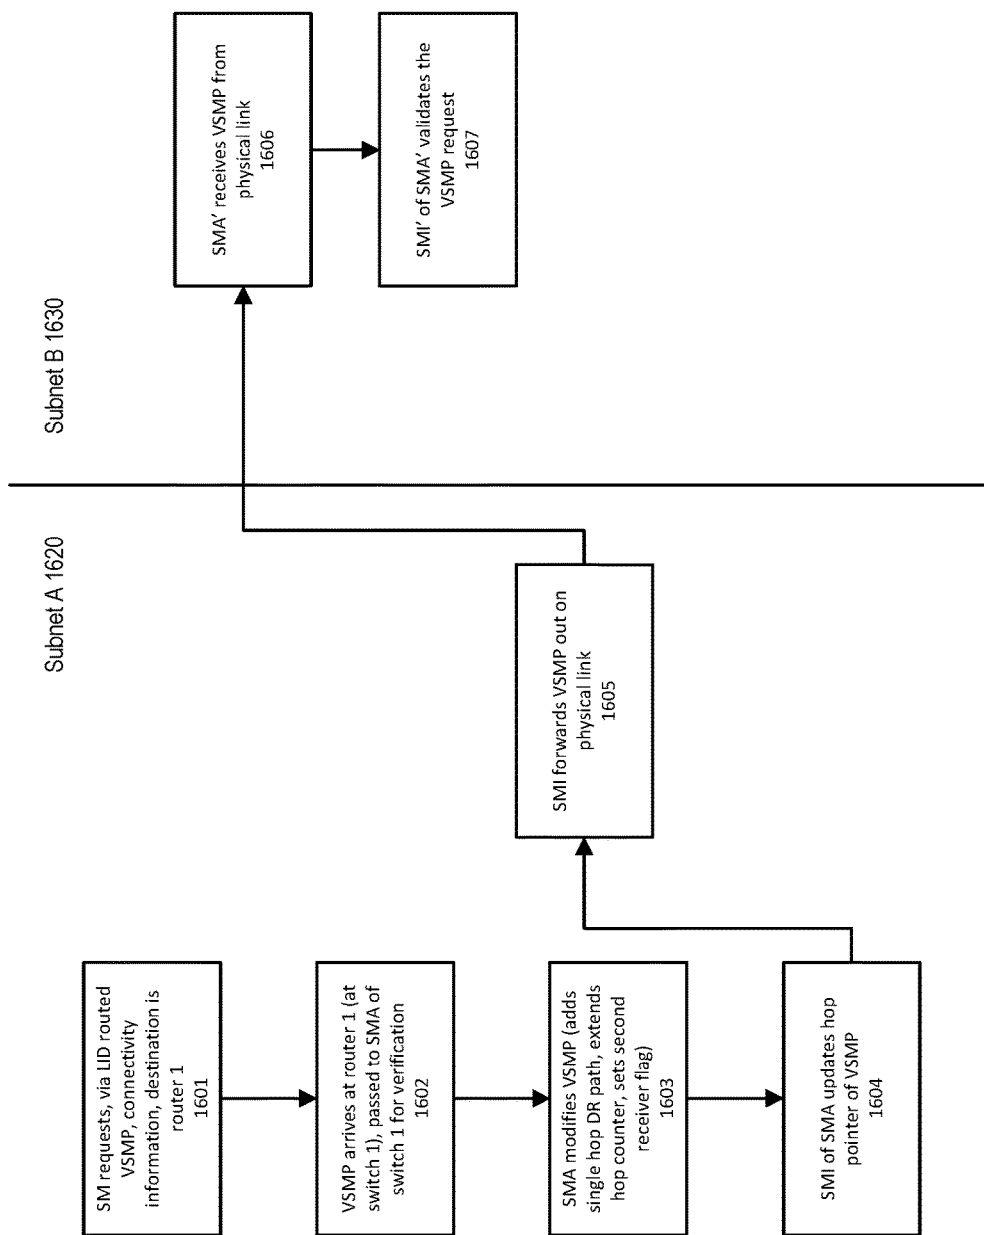 Subnet A 1620
SM requests, via LID routed
VSMP, connectivity
information, destination is
router 1
1601
VSMP arrives at router 1 (at
switch 1), passed to SMA of
switch 1 for verification
1602
SMA modifies VSMP (adds
single hop DR path, extends
hop counter, sets second
receiver flag)
1603
SMI of SMA updates hop
pointer of VSMP
1604
SMI forwards VSMP out on
physical link
1605
Subnet B 1630
SMA’ receives VSMP from
physical link
1606
SMI’ of SMA’ validates the
VSMP request
1607